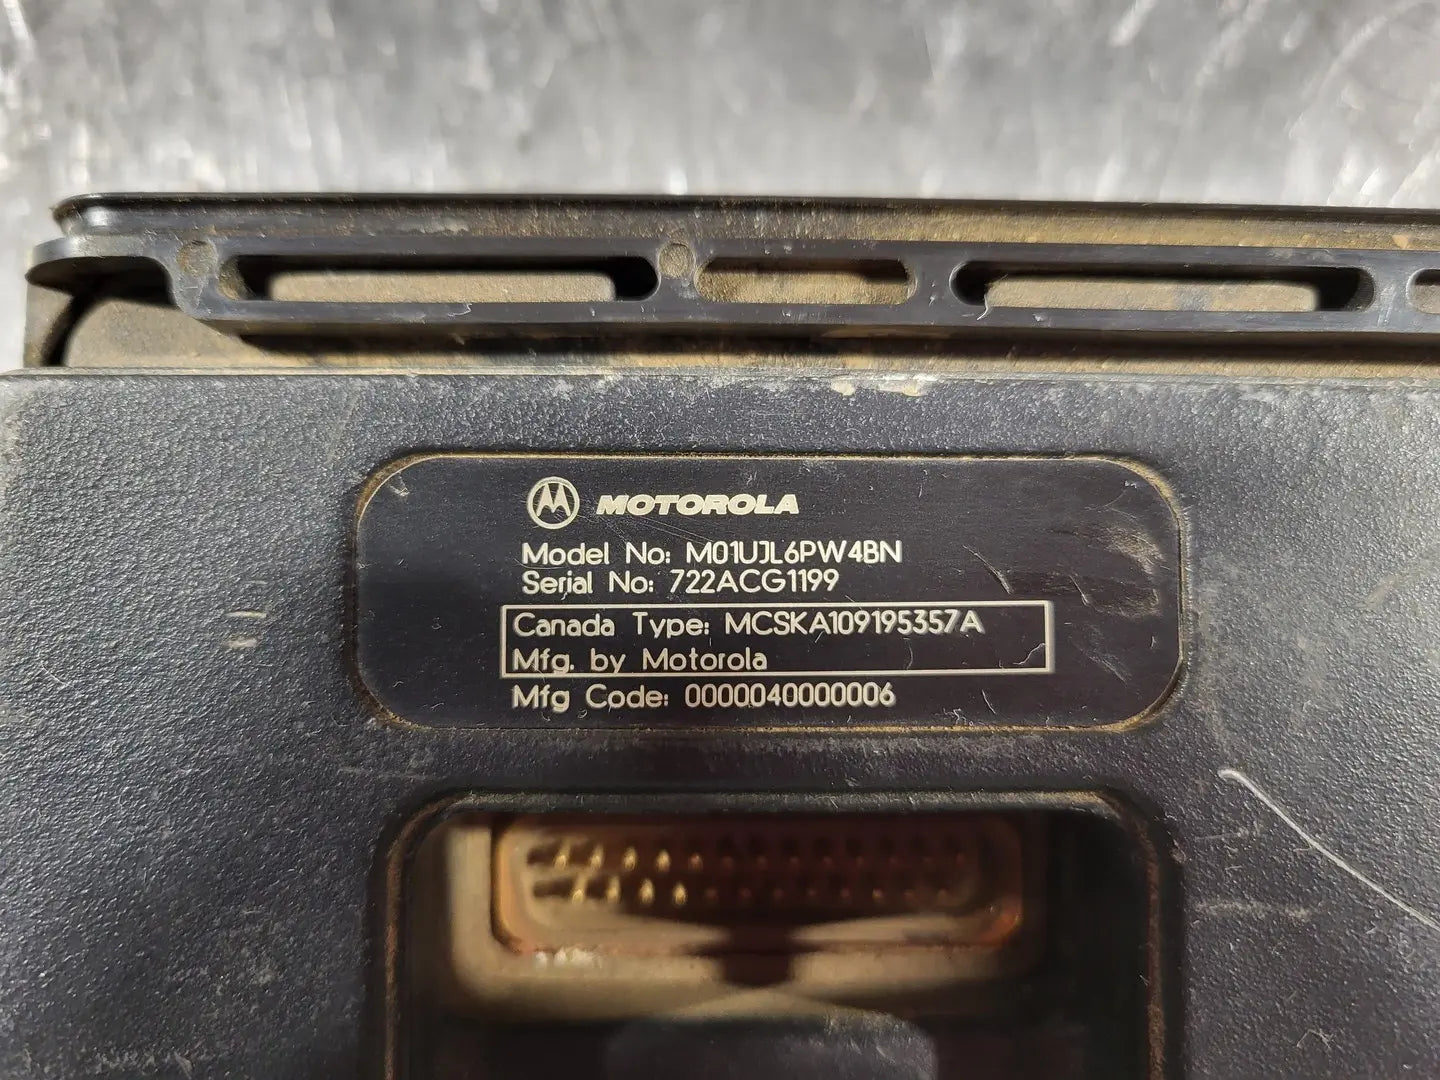 MOTOROLA
Model No: M01UJL6PW4BN
Serial No: 722ACG1199
Canada Type: MCSKA109195357A
Mfg. by Motorola
Mfg Code: 0000040000006